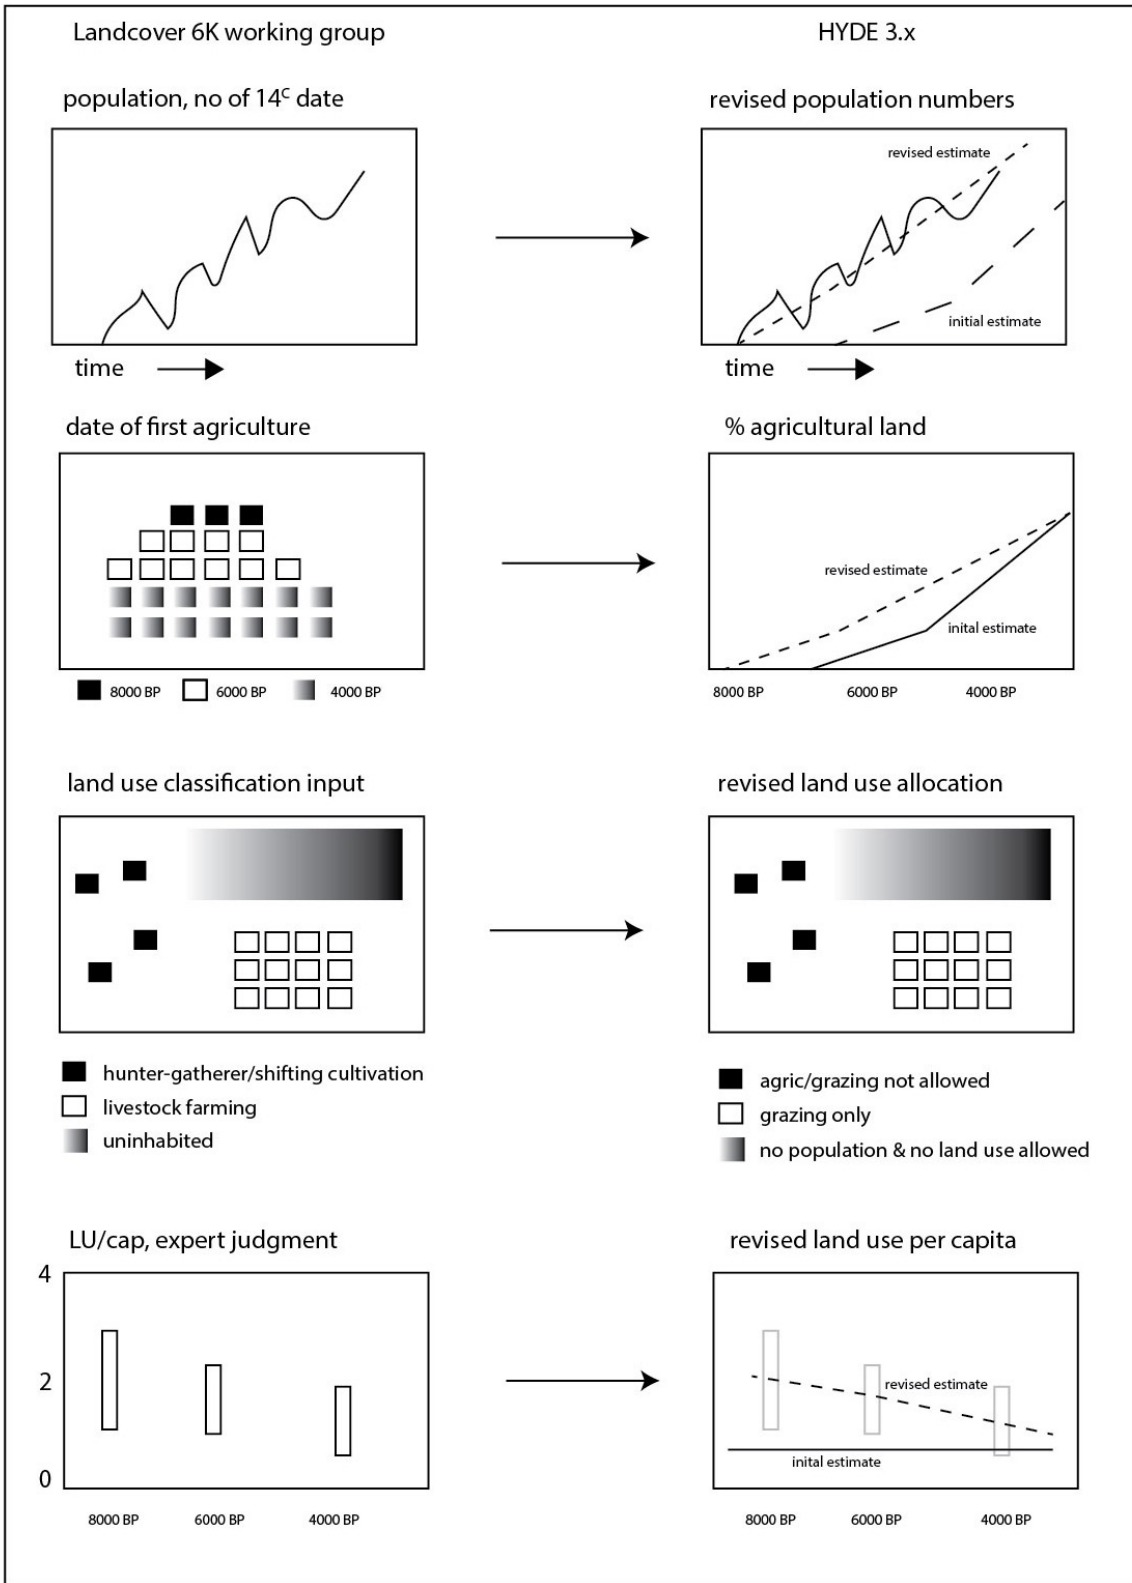 Landcover 6K working group
HYDE 3.x
population, no of 14ᶜ date
revised population numbers
revised estimate
initial estimate
time
time
date of first agriculture
% agricultural land
revised estimate
inital estimate
8000 BP 6000 BP 4000 BP
8000 BP 6000 BP 4000 BP
land use classification input
revised land use allocation
hunter-gatherer/shifting cultivation
livestock farming
uninhabited
agric/grazing not allowed
grazing only
no population & no land use allowed
LU/cap, expert judgment
revised land use per capita
4
2
0
revised estimate
inital estimate
8000 BP 6000 BP 4000 BP
8000 BP 6000 BP 4000 BP